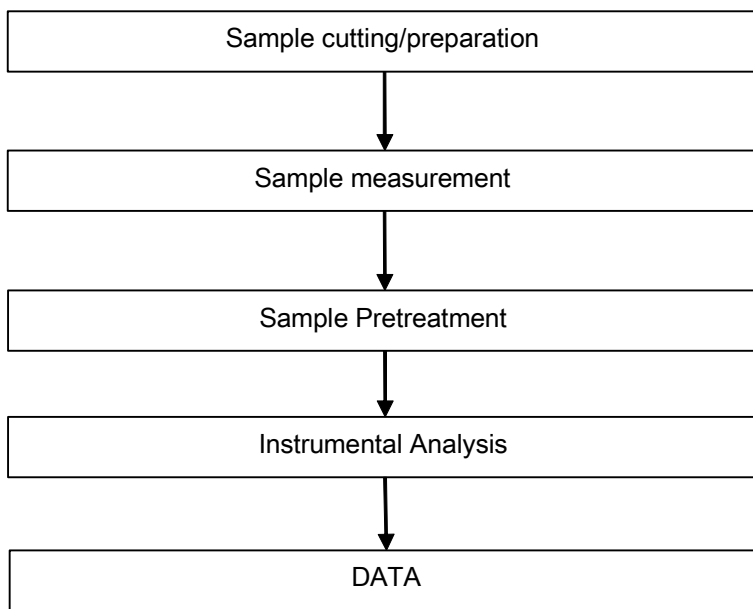 Sample cutting/preparation
Sample measurement
Sample Pretreatment
Instrumental Analysis
DATA